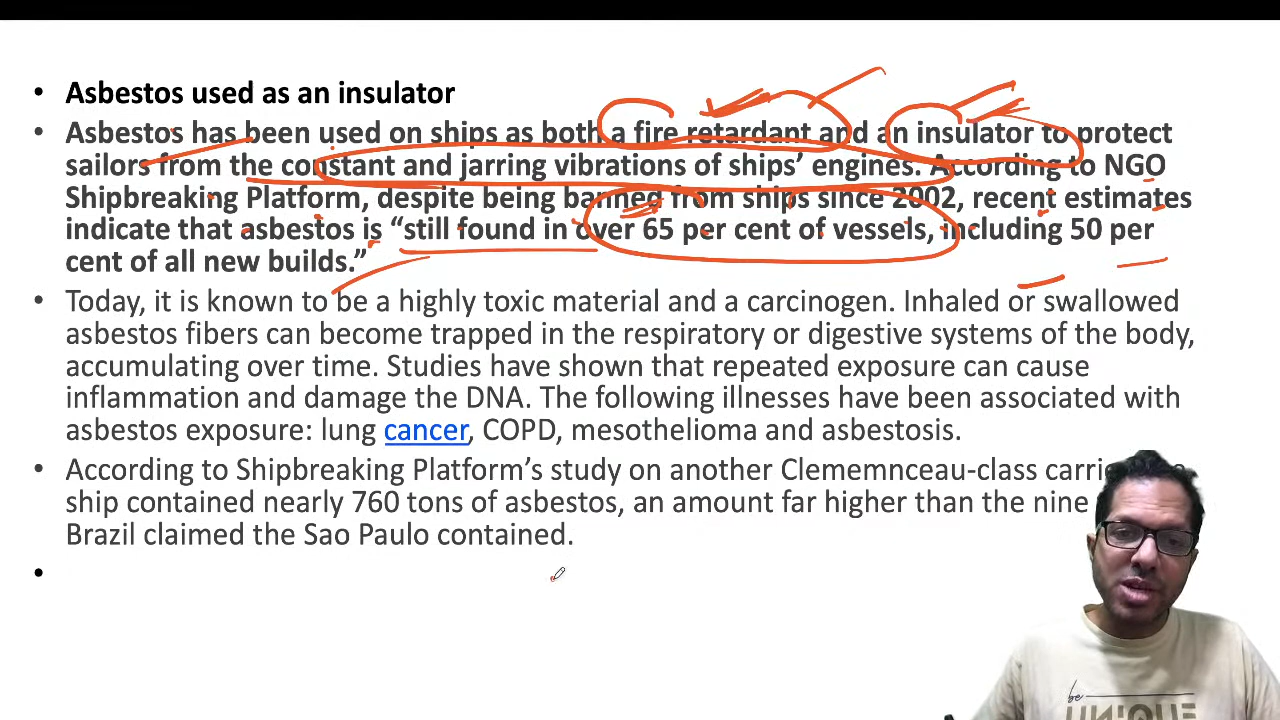 • Asbestos used as an insulator
• Asbestos has been used on ships as both a fire retardant and an insulator to protect
sailors from the constant and jarring vibrations of ships' engines. According to NGO
Shipbreaking Platform, despite being banned from ships since 2002, recent estimates
indicate that asbestos is “still found in over 65 per cent of vessels, including 50 per
cent of all new builds.”
• Today, it is known to be a highly toxic material and a carcinogen. Inhaled or swallowed
asbestos fibers can become trapped in the respiratory or digestive systems of the body,
accumulating over time. Studies have shown that repeated exposure can cause
inflammation and damage the DNA. The following illnesses have been associated with
asbestos exposure: lung cancer, COPD, mesothelioma and asbestosis.
• According to Shipbreaking Platform's study on another Clememnceau-class
ship contained nearly 760 tons of asbestos, an amount far higher than the nine
Brazil claimed the Sao Paulo contained.
•
be
UNIQUE